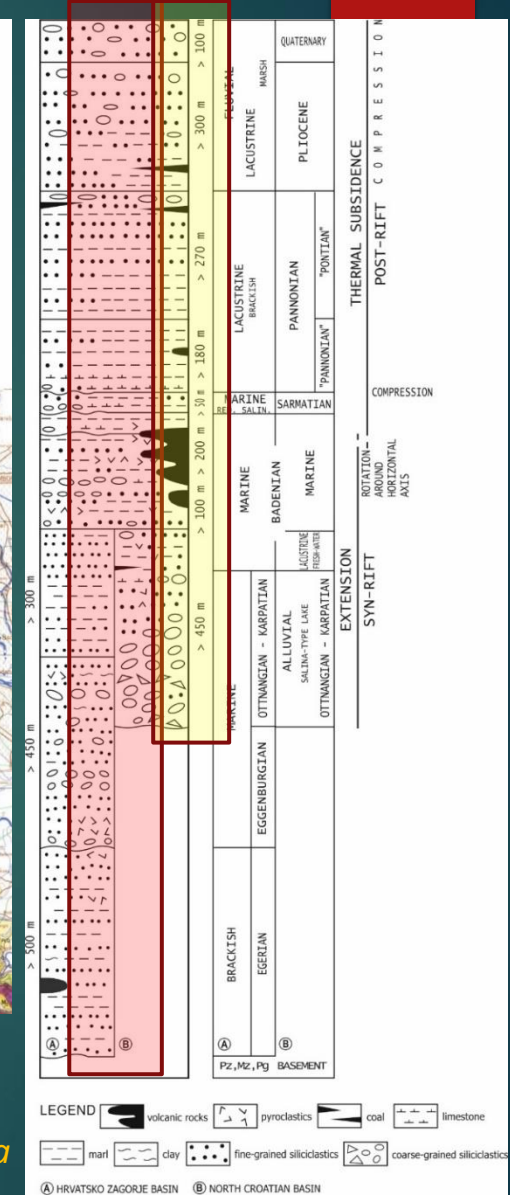 > 100 m
> 300 m
> 270 m
> 180 m
> 50 m
> 200 m
> 100 m
> 450 m
> 300 m
> 450 m
> 500 m
Ⓐ Ⓑ
FLUVIAL
MARSH
LACUSTRINE
LACUSTRINE
BRACKISH
MARINE
RED. SALIN.
MARINE
MARINE
BRACKISH
QUATERNARY
PLIOCENE
PANNONIAN
"PONTIAN"
"PANNONIAN"
SARMATIAN
BADENIAN
MARINE
LACUSTRINE
FRESH-WATER
OTTNANGIAN - KARPATIAN
ALLUVIAL
SALINA-TYPE LAKE
OTTNANGIAN - KARPATIAN
EGGENBURGIAN
EGERIAN
Ⓐ Ⓑ
Pz,Mz,Pg BASEMENT
THERMAL SUBSIDENCE
POST-RIFT
COMPRESSION
COMPRESSION
ROTATION
AROUND
HORIZONTAL
AXIS
EXTENSION
SYN-RIFT
LEGEND volcanic rocks pyroclastics coal limestone
marl clay fine-grained siliciclastics coarse-grained siliciclastics
Ⓐ HRVATSKO ZAGORJE BASIN Ⓑ NORTH CROATIAN BASIN
a